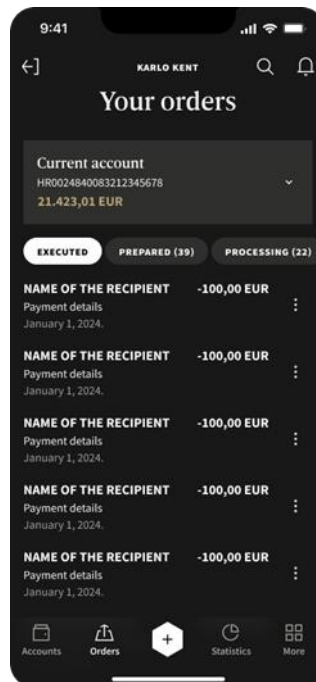 9:41
KARLO KENT
Your orders
Current account
HR0024840083212345678
21.423,01 EUR
EXECUTED PREPARED (39) PROCESSING (22)
NAME OF THE RECIPIENT -100,00 EUR
Payment details
January 1, 2024.
NAME OF THE RECIPIENT -100,00 EUR
Payment details
January 1, 2024.
NAME OF THE RECIPIENT -100,00 EUR
Payment details
January 1, 2024.
NAME OF THE RECIPIENT -100,00 EUR
Payment details
January 1, 2024.
NAME OF THE RECIPIENT -100,00 EUR
Payment details
January 1, 2024.
Accounts Orders Statistics More